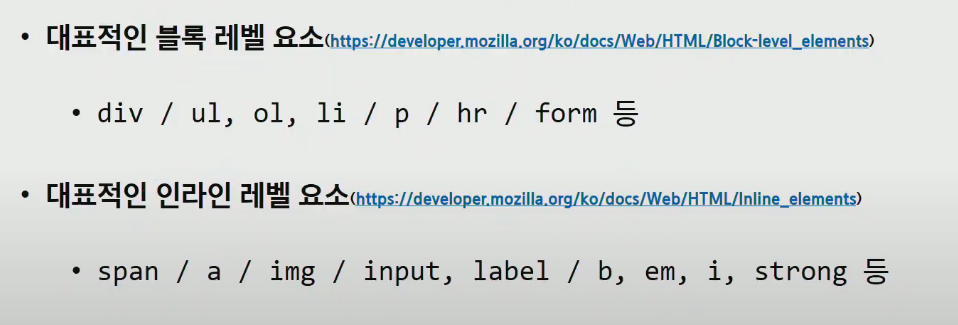 • 대표적인 블록 레벨 요소(https://developer.mozilla.org/ko/docs/Web/HTML/Block-level_elements)
• div / ul, ol, li / p / hr / form 등
• 대표적인 인라인 레벨 요소(https://developer.mozilla.org/ko/docs/Web/HTML/Inline_elements)
• span / a / img / input, label / b, em, i, strong 등